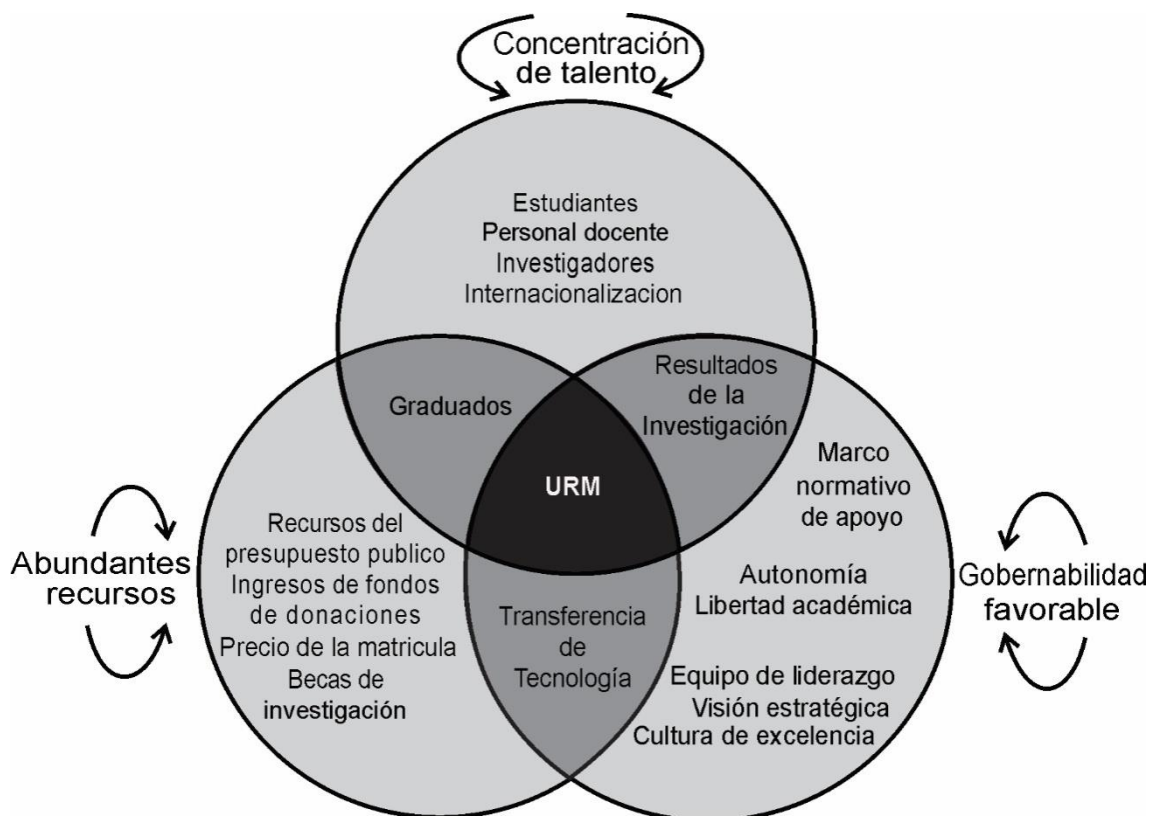 Concentración
de talento
Estudiantes
Personal docente
Investigadores
Internacionalizacion
Graduados
Resultados
de la
Investigación
URM
Marco
normativo
de apoyo
Abundantes
recursos
Recursos del
presupuesto publico
Ingresos de fondos
de donaciones
Precio de la matricula
Becas de
investigación
Transferencia
de
Tecnología
Autonomía
Libertad académica
Equipo de liderazgo
Visión estratégica
Cultura de excelencia
Gobernabilidad
favorable